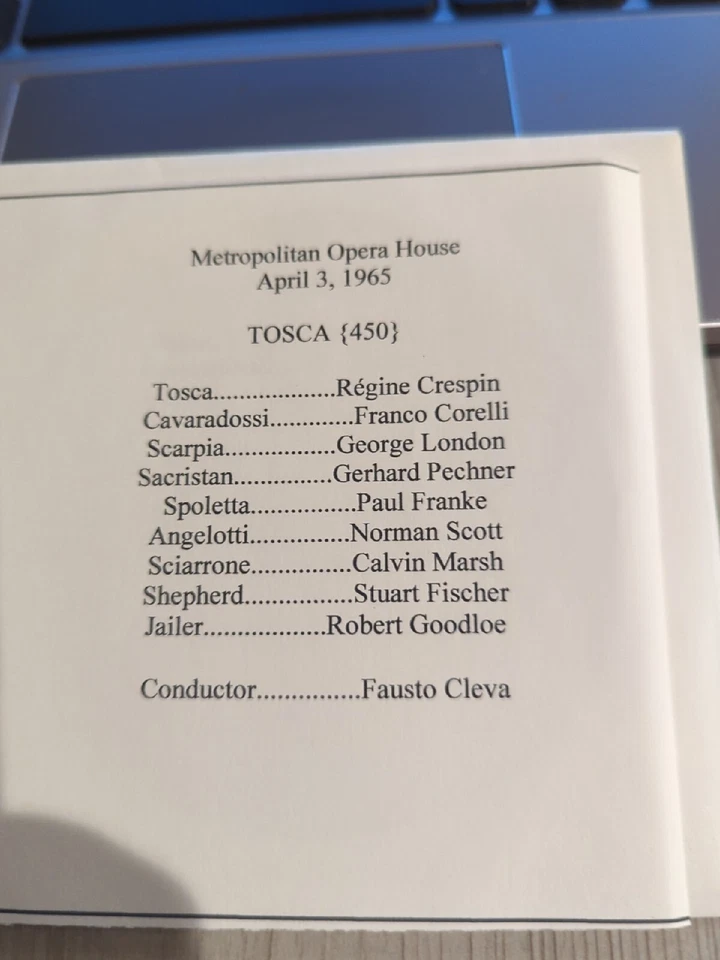 Metropolitan Opera House
April 3, 1965
TOSCA {450}
Tosca...................Régine Crespin
Cavaradossi.............Franco Corelli
Scarpia.................George London
Sacristan...............Gerhard Pechner
Spoletta................Paul Franke
Angelotti...............Norman Scott
Sciarrone...............Calvin Marsh
Shepherd.................Stuart Fischer
Jailer...................Robert Goodloe
Conductor................Fausto Cleva